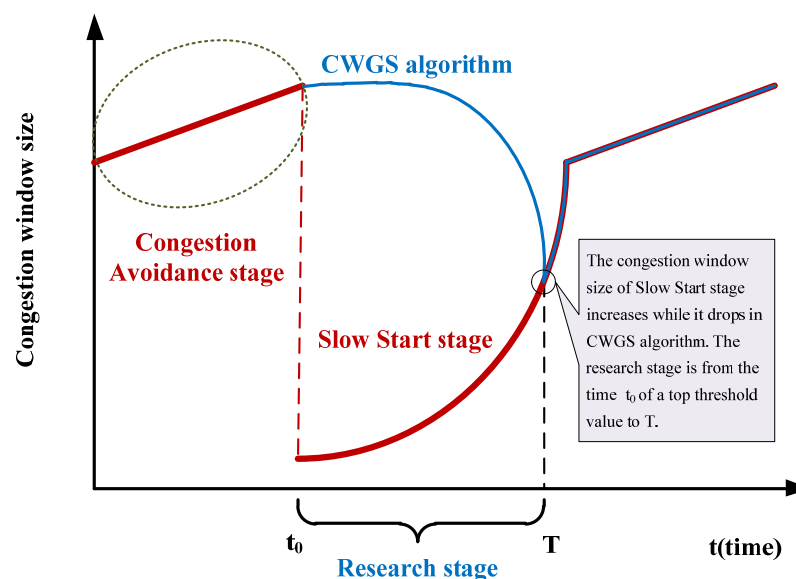 CWGS algorithm
Congestion window size
Congestion
Avoidance stage
Slow Start stage
The congestion window
size of Slow Start stage
increases while it drops in
CWGS algorithm. The
research stage is from the
time t₀ of a top threshold
value to T.
t₀
T
t(time)
Research stage